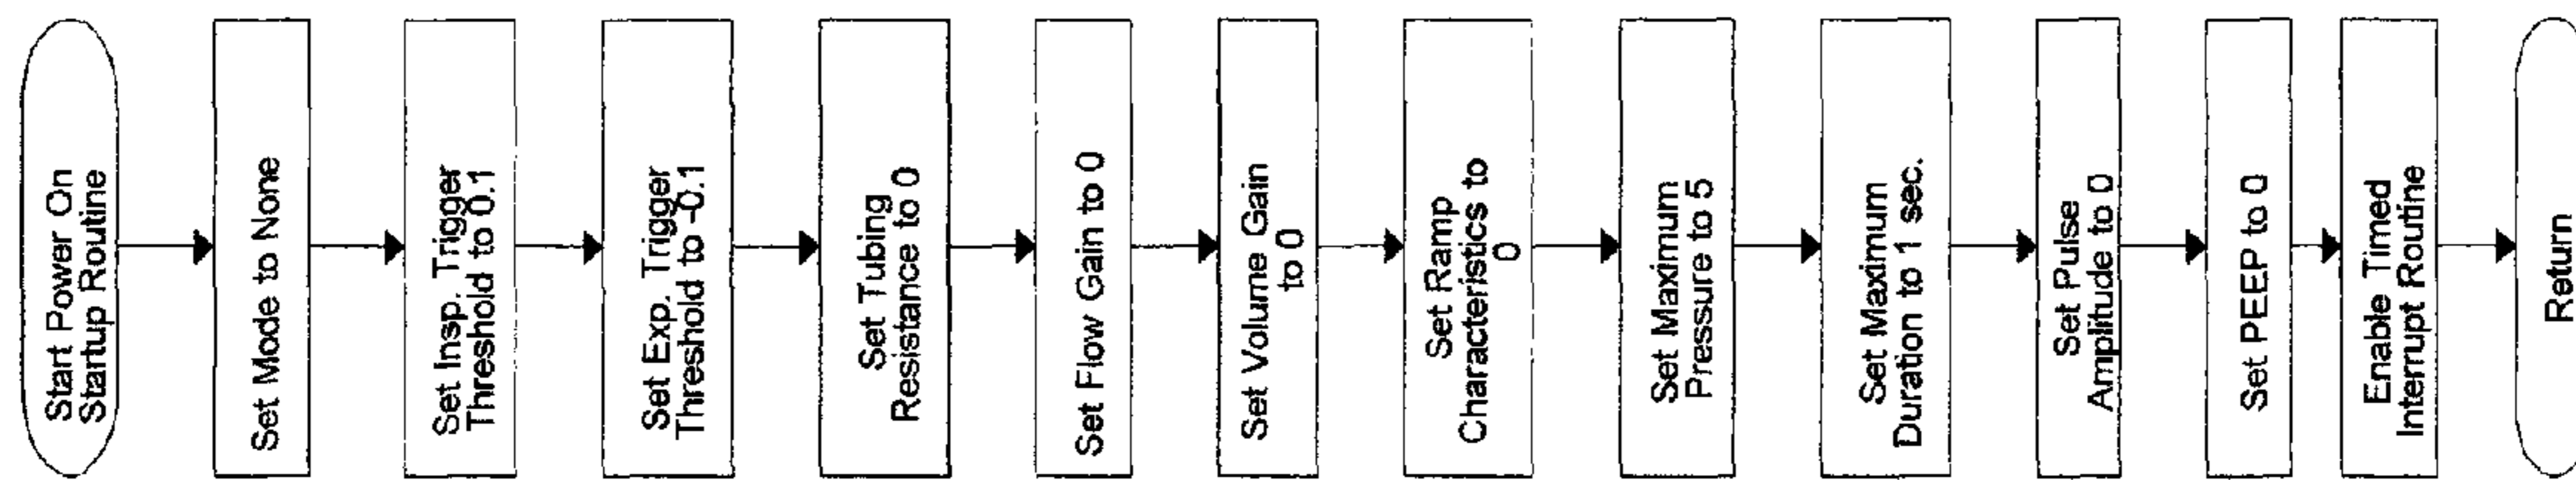 Start Power On
Startup Routine
Set Mode to None
Set Insp. Trigger
Threshold to 0.1
Set Exp. Trigger
Threshold to -0.1
Set Tubing
Resistance to 0
Set Flow Gain to 0
Set Volume Gain
to 0
Set Ramp
Characteristics to
0
Set Maximum
Pressure to 5
Set Maximum
Duration to 1 sec.
Set Pulse
Amplitude to 0
Set PEEP to 0
Enable Timed
Interrupt Routine
Return